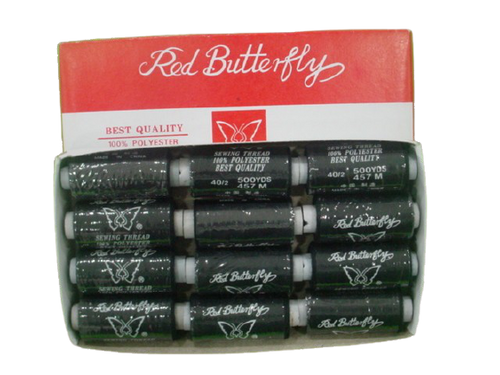 Red Butterfly
BEST QUALITY
100% POLYESTER
SEWING THREAD
100% POLYESTER
BEST QUALITY
40/2 500YDS
457 M
SEWING THREAD
100% POLYESTER
BEST QUALITY
40/2 500YDS
457 M
SEWING THREAD
100% POLYESTER
Red Butterfly
SEWING THREAD
Red Butterfly
Red Butterfly
Red Butterfly
Red Butterfly
Red Butterfly